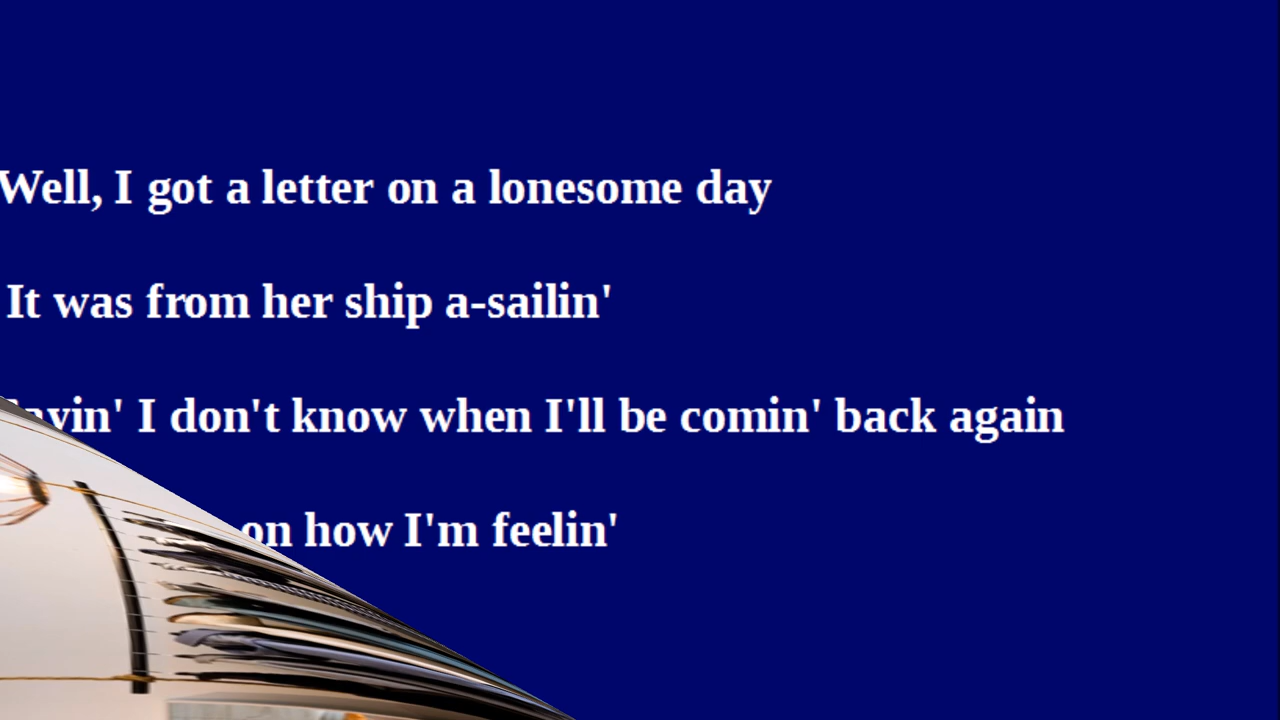 Well, I got a letter on a lonesome day
It was from her ship a-sailin'
I don't know when I'll be comin' back again
on how I'm feelin'